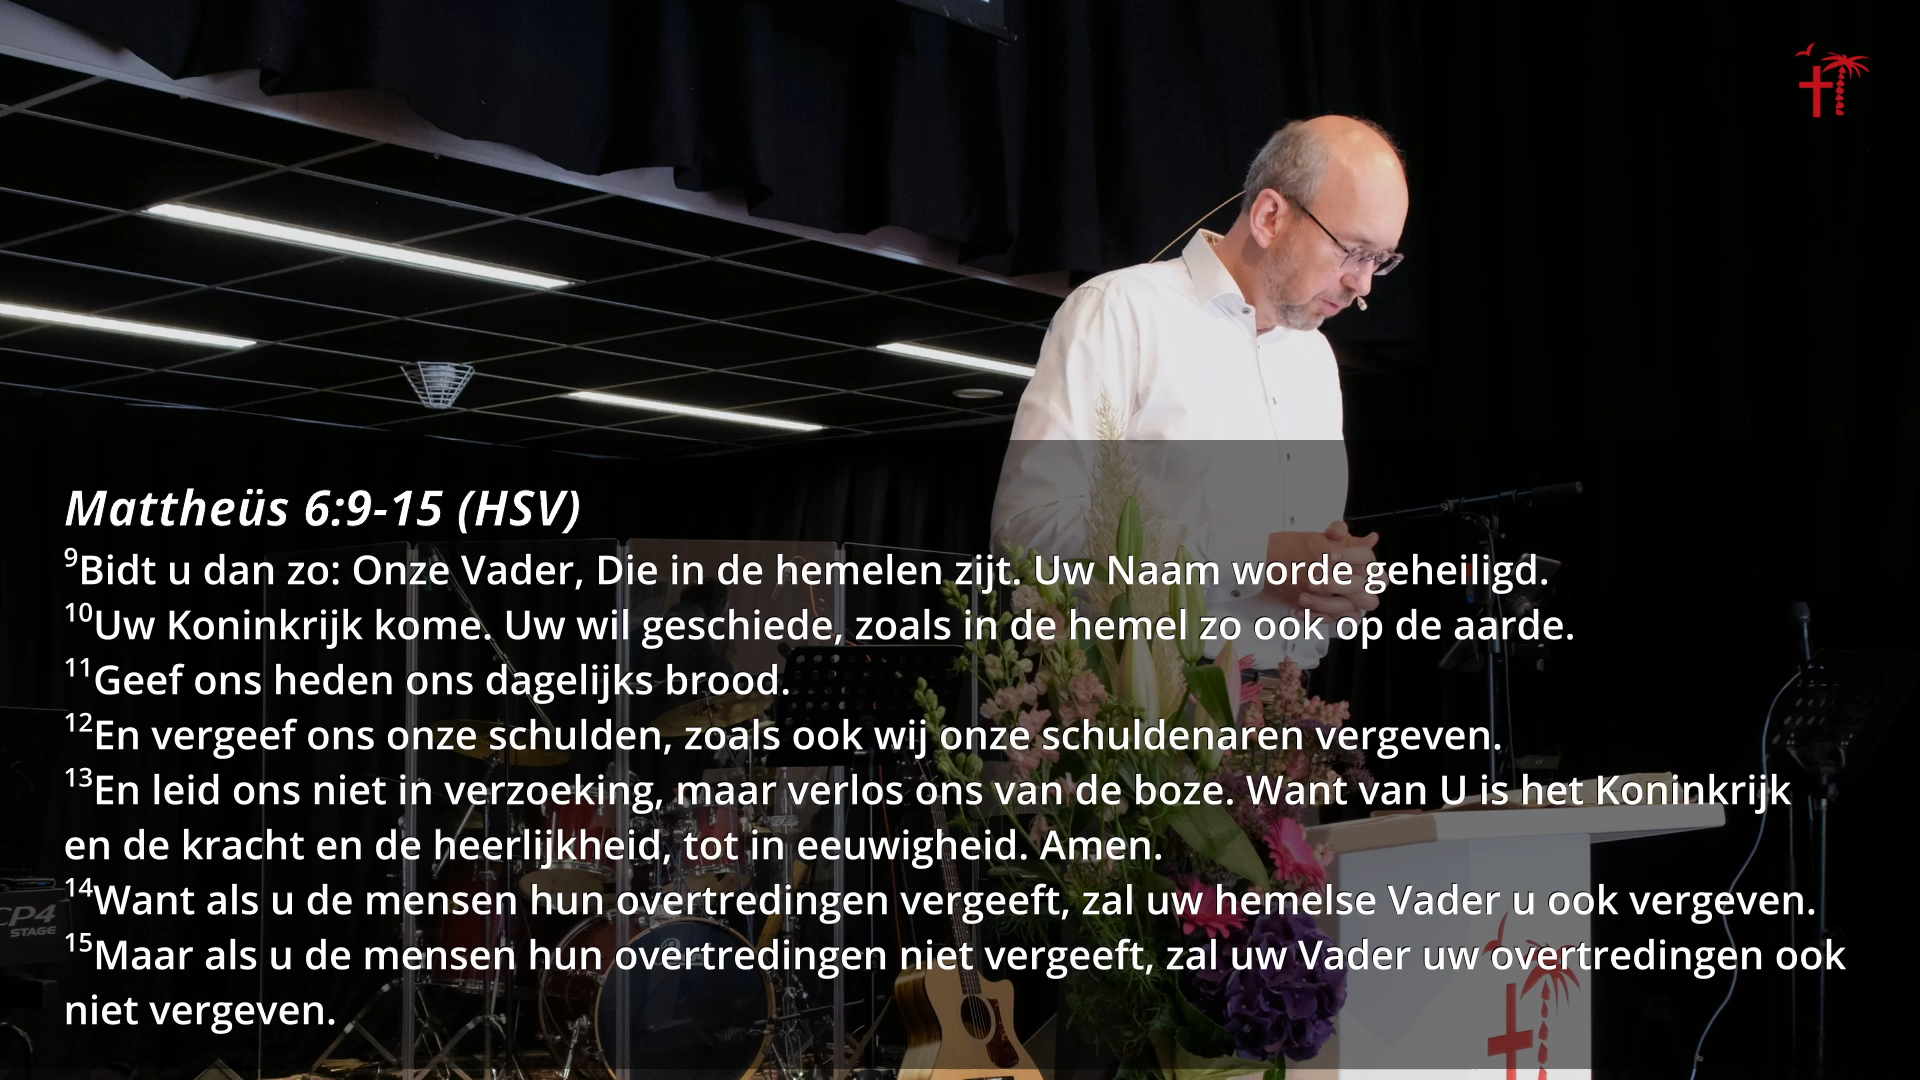 Mattheüs 6:9-15 (HSV)
⁹Bidt u dan zo: Onze Vader, Die in de hemelen zijt. Uw Naam worde geheiligd.
¹⁰Uw Koninkrijk kome. Uw wil geschiede, zoals in de hemel zo ook op de aarde.
¹¹Geef ons heden ons dagelijks brood.
¹²En vergeef ons onze schulden, zoals ook wij onze schuldenaren vergeven.
¹³En leid ons niet in verzoeking, maar verlos ons van de boze. Want van U is het Koninkrijk
en de kracht en de heerlijkheid, tot in eeuwigheid. Amen.
¹⁴Want als u de mensen hun overtredingen vergeeft, zal uw hemelse Vader u ook vergeven.
¹⁵Maar als u de mensen hun overtredingen niet vergeeft, zal uw Vader uw overtredingen ook
niet vergeven.
CP4
STAGE